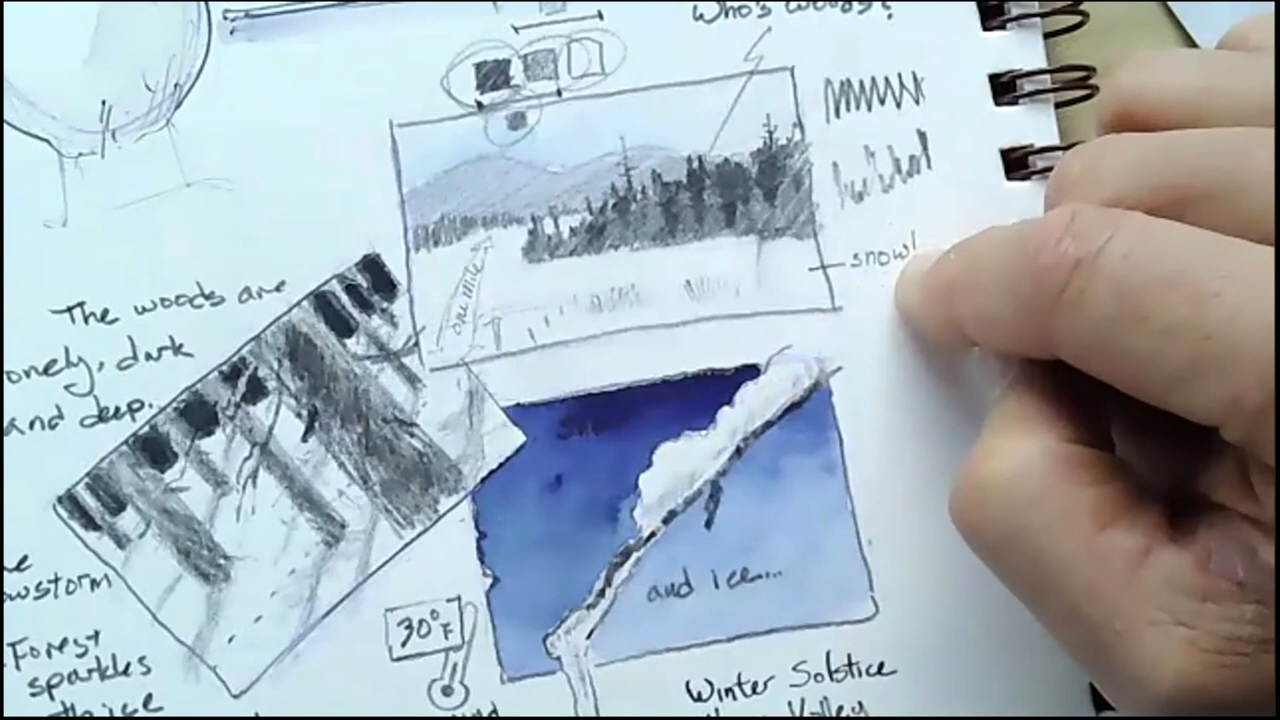 Who's woods?
snow!
one mile
The woods are
onely, dark
and deep.
and ice...
30°F
owstorm
Forest
sparkles
Winter Solstice
Valley